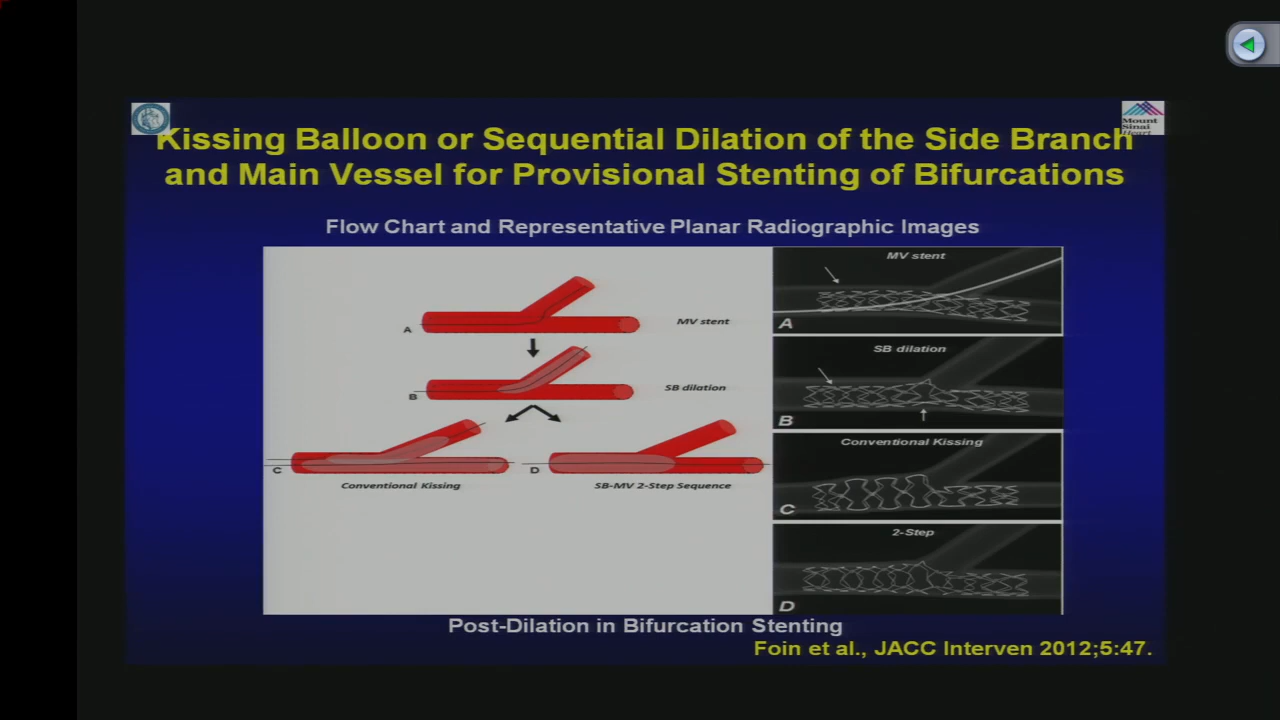 Mount
Sinai
Heart
Kissing Balloon or Sequential Dilation of the Side Branch
and Main Vessel for Provisional Stenting of Bifurcations
Flow Chart and Representative Planar Radiographic Images
A
MV stent
B
SB dilation
C
Conventional Kissing
D
SB-MV 2-Step Sequence
MV stent
A
SB dilation
B
Conventional Kissing
C
2-Step
D
Post-Dilation in Bifurcation Stenting
Foin et al., JACC Interven 2012;5:47.